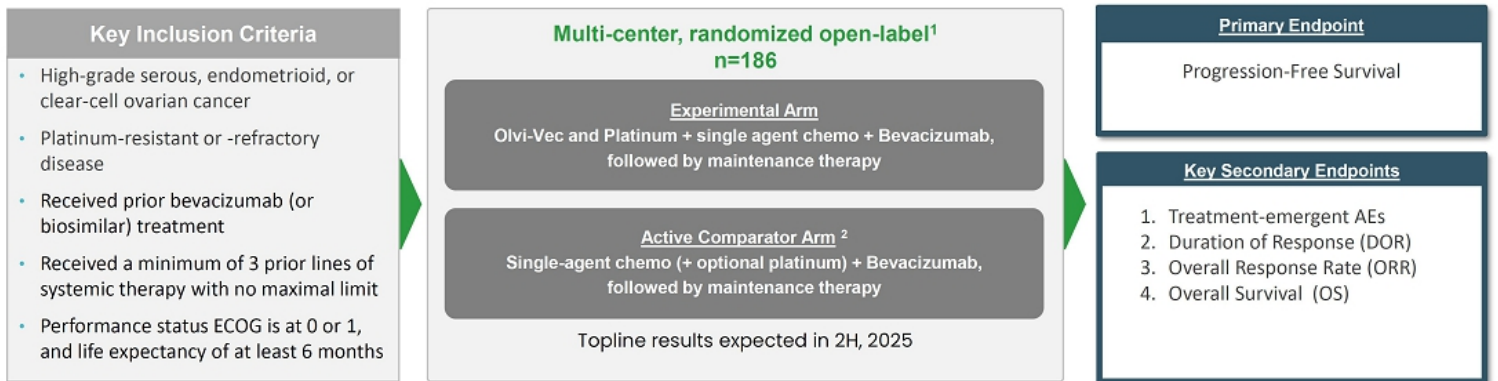 Key Inclusion Criteria
• High-grade serous, endometrioid, or
clear-cell ovarian cancer
• Platinum-resistant or -refractory
disease
• Received prior bevacizumab (or
biosimilar) treatment
• Received a minimum of 3 prior lines of
systemic therapy with no maximal limit
• Performance status ECOG is at 0 or 1,
and life expectancy of at least 6 months
Multi-center, randomized open-label¹
n=186
Experimental Arm
Olvi-Vec and Platinum + single agent chemo + Bevacizumab,
followed by maintenance therapy
Active Comparator Arm ²
Single-agent chemo (+ optional platinum) + Bevacizumab,
followed by maintenance therapy
Topline results expected in 2H, 2025
Primary Endpoint
Progression-Free Survival
Key Secondary Endpoints
1. Treatment-emergent AEs
2. Duration of Response (DOR)
3. Overall Response Rate (ORR)
4. Overall Survival (OS)